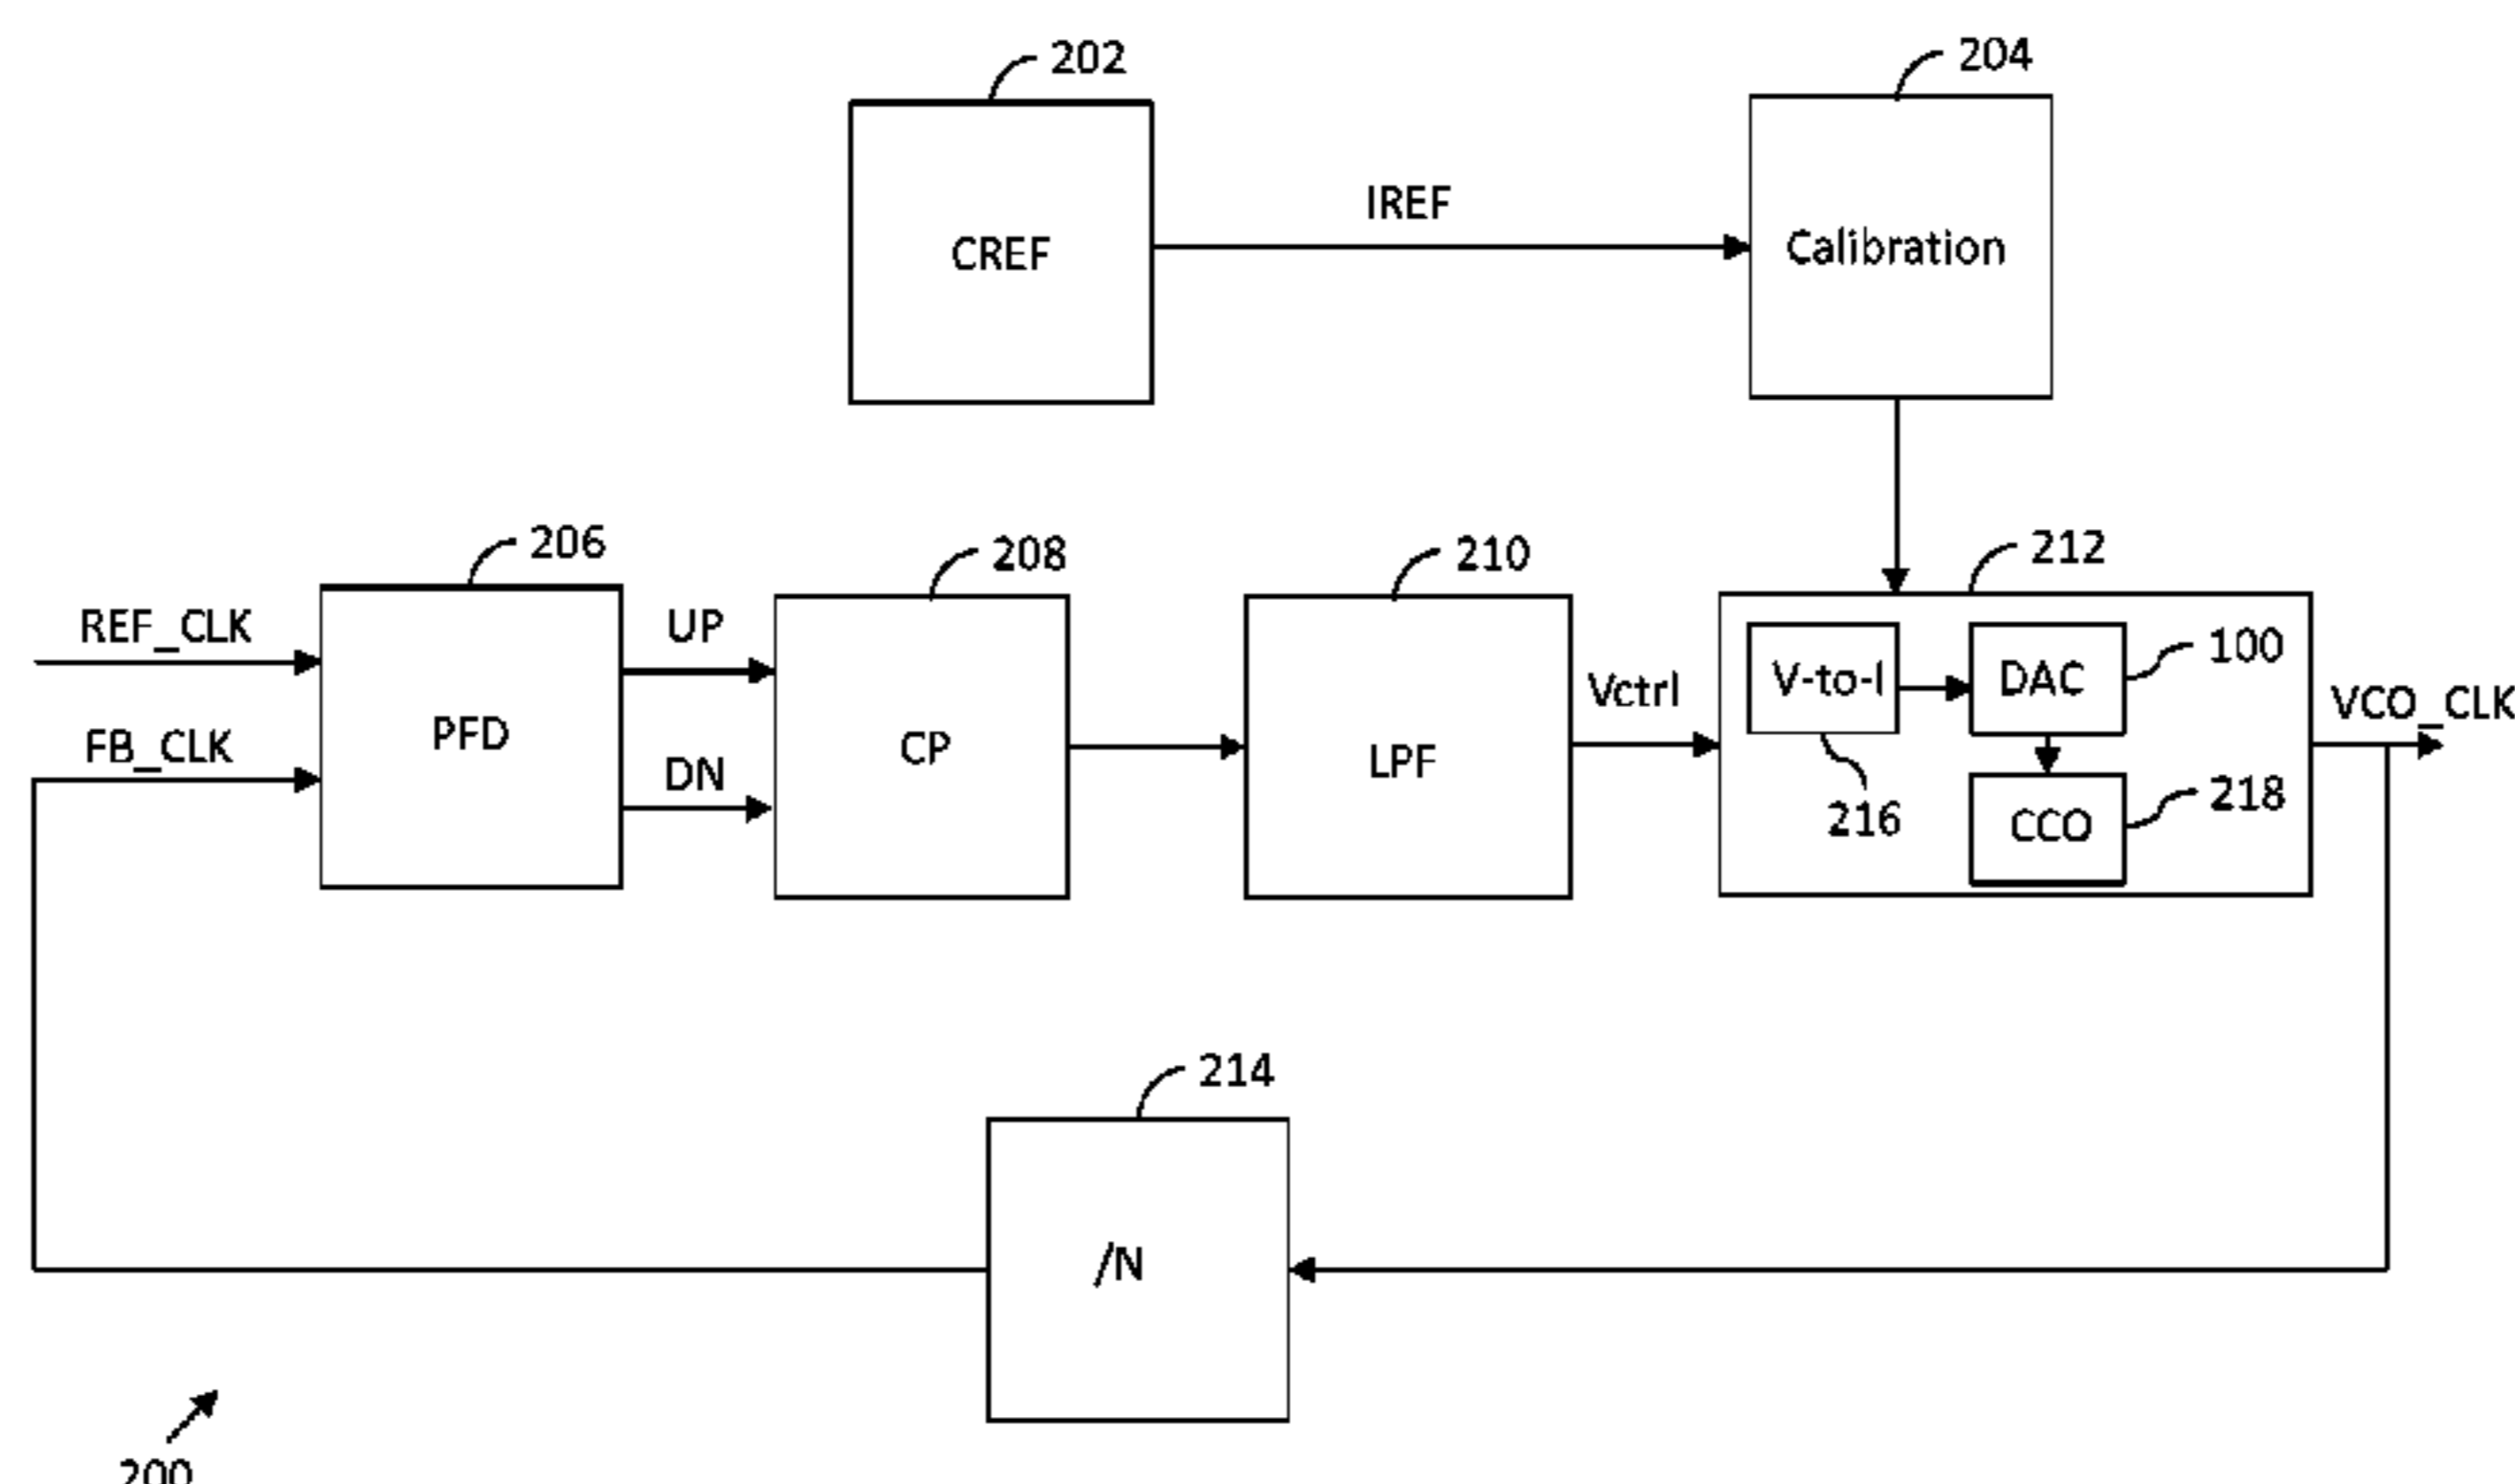 202
204
CREF
IREF
Calibration
206
208
210
212
REF_CLK
UP
V-to-I
DAC
100
FB_CLK
PFD
DN
CP
LPF
Vctrl
VCO_CLK
216
CCO
218
214
/N
200